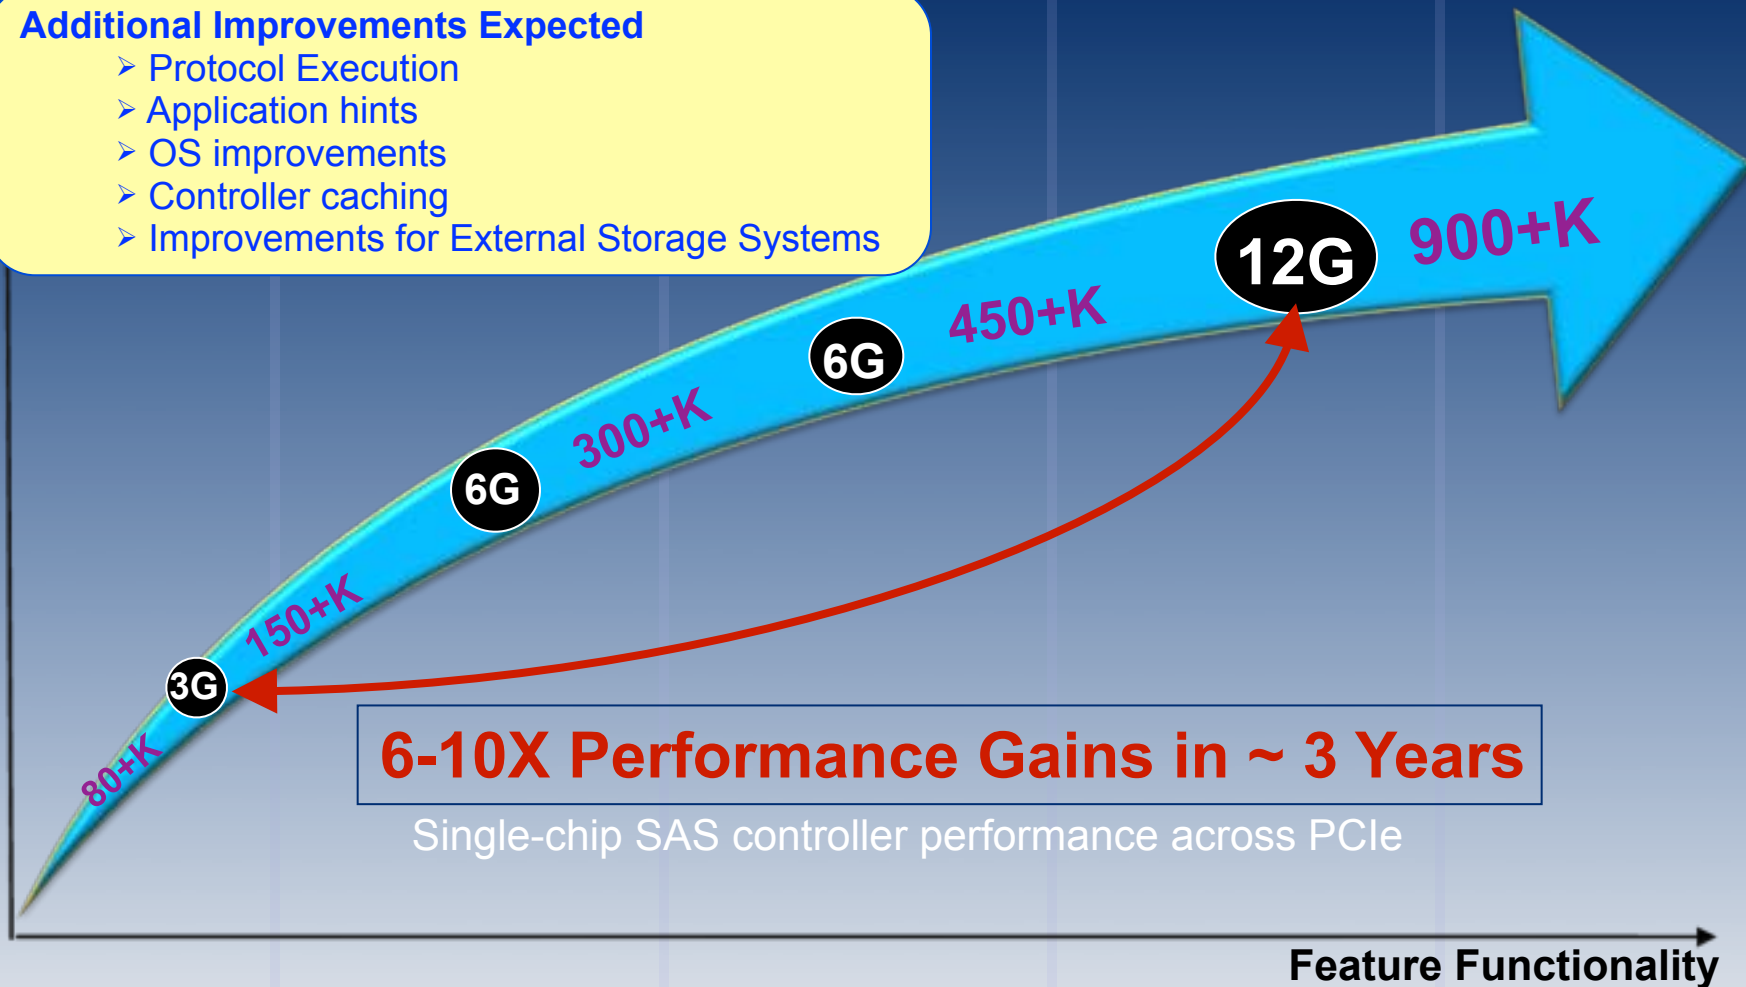 Additional Improvements Expected
➢ Protocol Execution
➢ Application hints
➢ OS improvements
➢ Controller caching
➢ Improvements for External Storage Systems
12G
900+K
450+K
6G
300+K
6G
150+K
3G
80+K
6-10X Performance Gains in ~ 3 Years
Single-chip SAS controller performance across PCIe
Feature Functionality